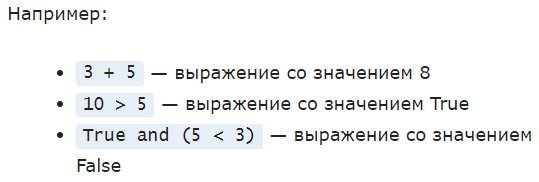 Например:
• 3 + 5 — выражение со значением 8
• 10 > 5 — выражение со значением True
• True and (5 < 3) — выражение со значением
False